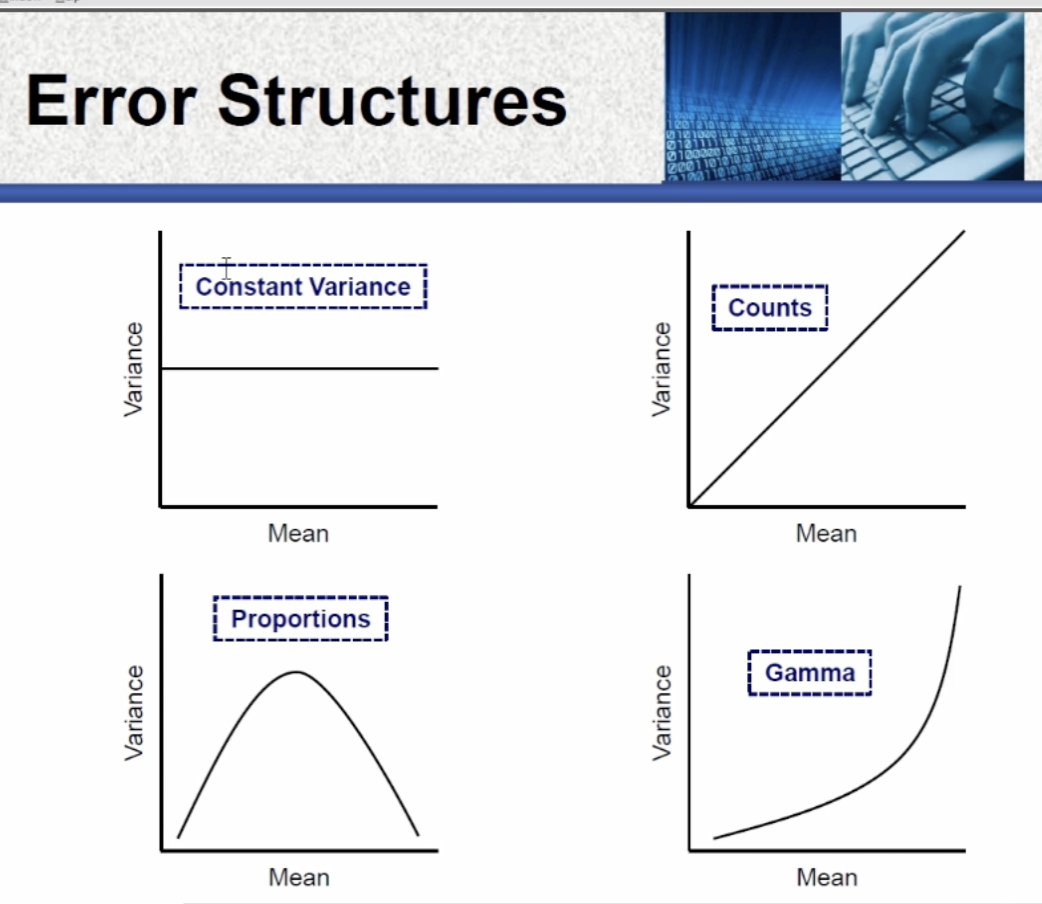 Error Structures
Constant Variance
Variance
Mean
Counts
Variance
Mean
Proportions
Variance
Mean
Gamma
Variance
Mean